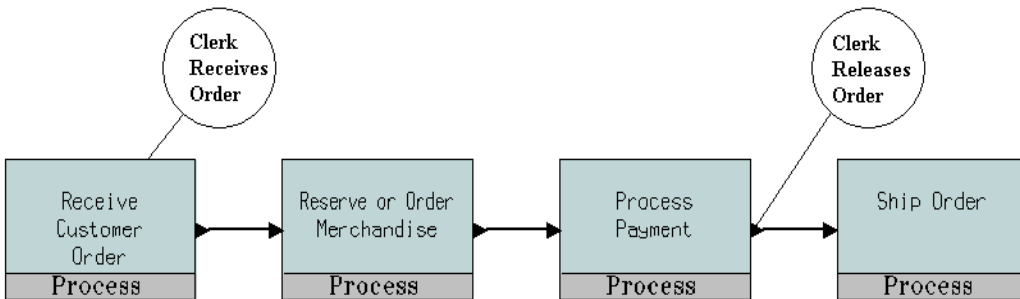 Clerk
Receives
Order
Clerk
Releases
Order
Receive
Customer
Order
Process
Reserve or Order
Merchandise
Process
Process
Payment
Process
Ship Order
Process